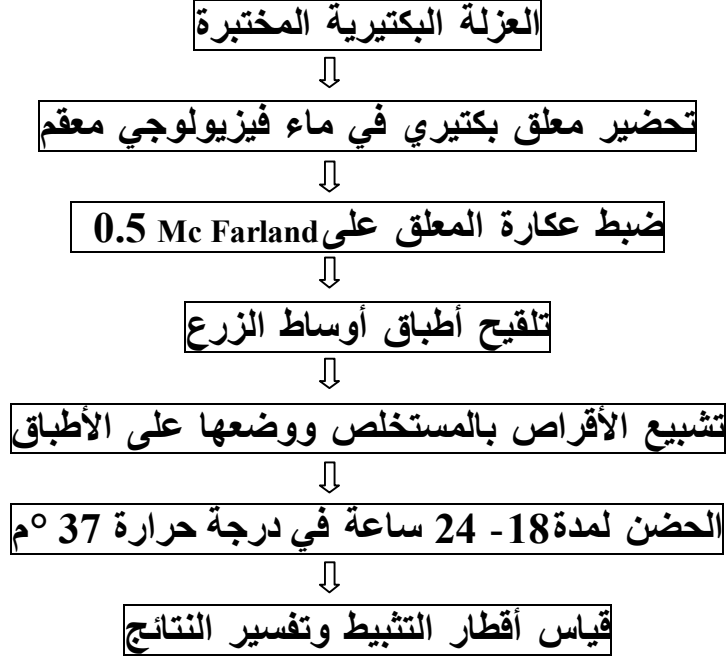 العزلة البكتيرية المختبرة
تحضير معلق بكتيري في ماء فيزيولوجي معقم
ضبط عكارة المعلق على 0.5 Mc Farland
تلقيح أطباق أوساط الزرع
تشبيع الأقراص بالمستخلص ووضعها على الأطباق
الحضن لمدة 18- 24 ساعة في درجة حرارة 37 °م
قياس أقطار التثبيط وتفسير النتائج